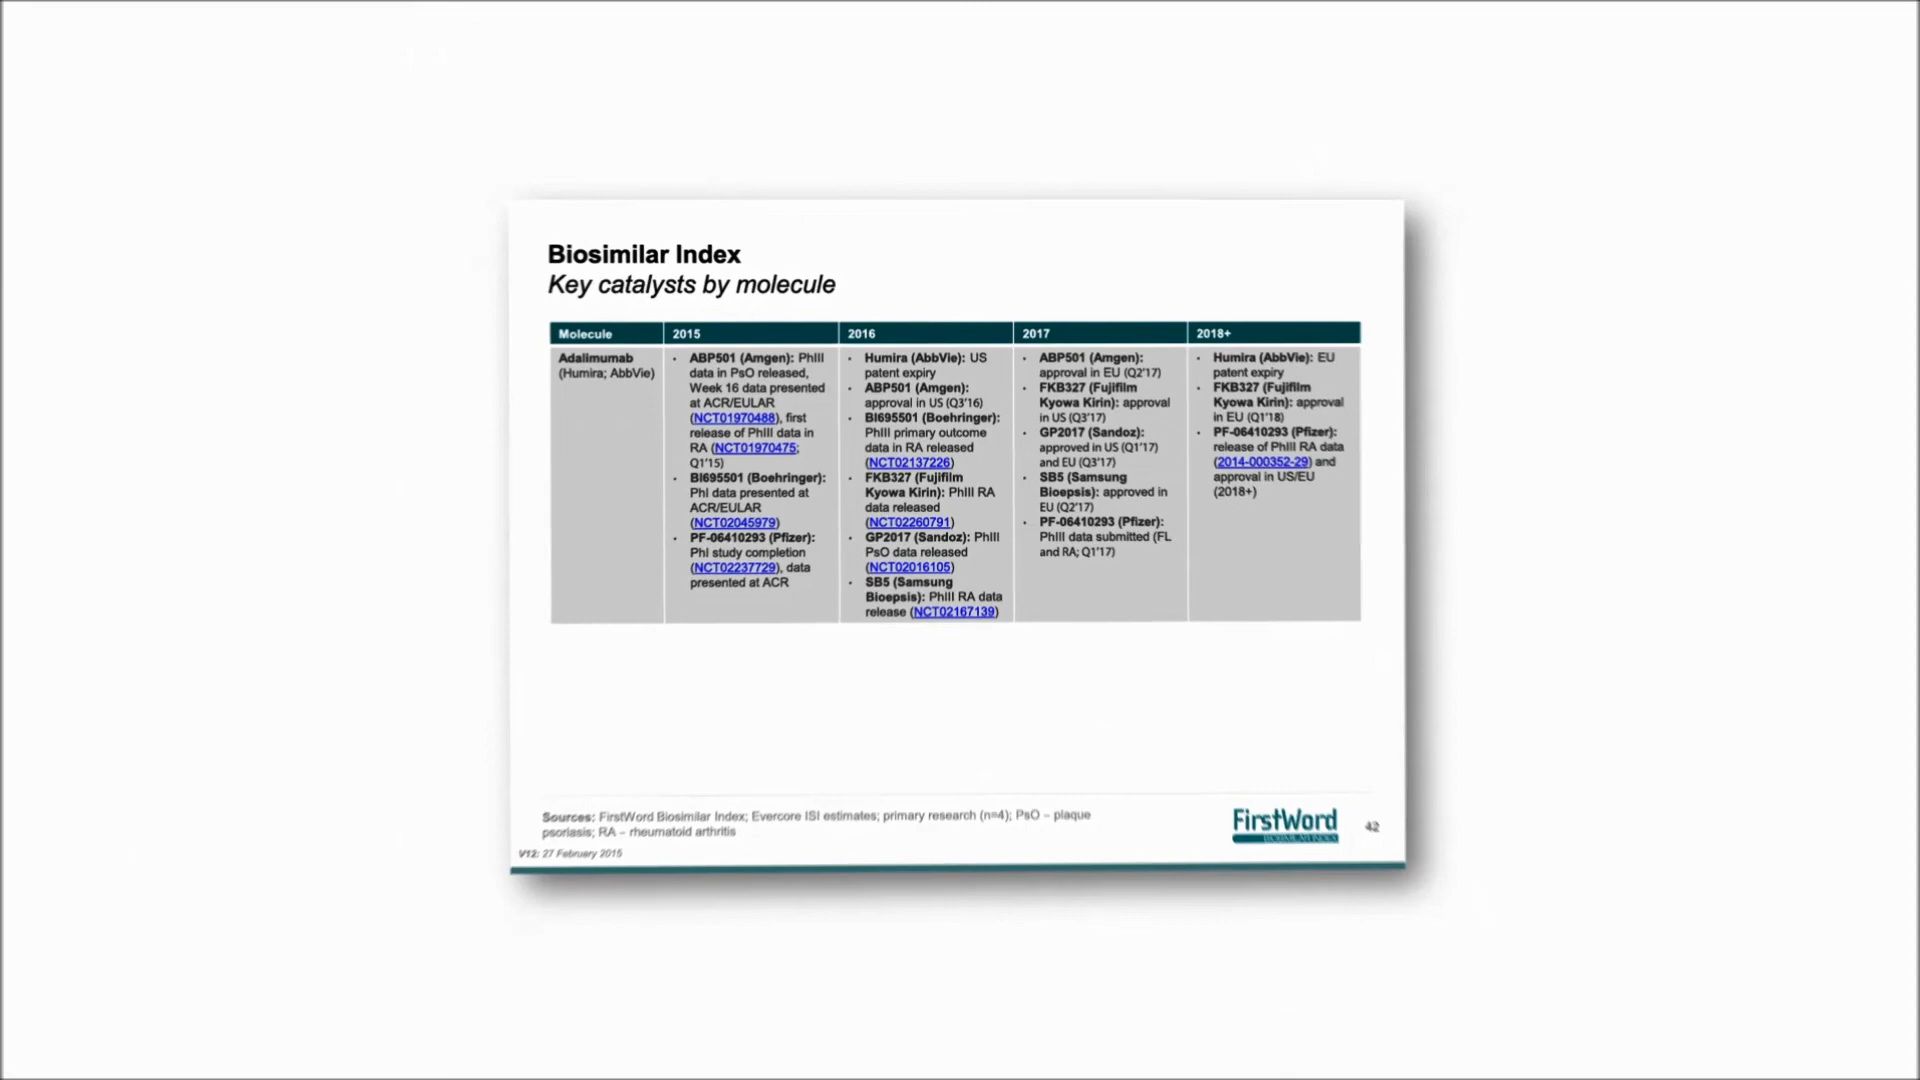 Biosimilar Index
Key catalysts by molecule
Molecule
2015
2016
2017
2018+
Adalimumab
(Humira; AbbVie)
• ABP501 (Amgen): PhIII
data in PsO released,
Week 16 data presented
at ACR/EULAR
(NCT01970488), first
release of PhIII data in
RA (NCT01970475;
Q1'15)
• BI695501 (Boehringer):
PhI data presented at
ACR/EULAR
(NCT02045979)
• PF-06410293 (Pfizer):
PhI study completion
(NCT02237729), data
presented at ACR
• Humira (AbbVie): US
patent expiry
• ABP501 (Amgen):
approval in US (Q3'16)
• BI695501 (Boehringer):
PhIII primary outcome
data in RA released
(NCT02137226)
• FKB327 (Fujifilm
Kyowa Kirin): PhIII RA
data released
(NCT02260791)
• GP2017 (Sandoz): PhIII
PsO data released
(NCT02016105)
• SB5 (Samsung
Bioepsis): PhIII RA data
release (NCT02167139)
• ABP501 (Amgen):
approval in EU (Q2'17)
• FKB327 (Fujifilm
Kyowa Kirin): approval
in US (Q3'17)
• GP2017 (Sandoz):
approved in US (Q1'17)
and EU (Q3'17)
• SB5 (Samsung
Bioepsis): approved in
EU (Q2'17)
• PF-06410293 (Pfizer):
PhIII data submitted (FL
and RA; Q1'17)
• Humira (AbbVie): EU
patent expiry
• FKB327 (Fujifilm
Kyowa Kirin): approval
in EU (Q1'18)
• PF-06410293 (Pfizer):
release of PhIII RA data
(2014-000352-29) and
approval in US/EU
(2018+)
Sources: FirstWord Biosimilar Index; Evercore ISI estimates; primary research (n=4); PsO – plaque
psoriasis; RA – rheumatoid arthritis
V12: 27 February 2015
FirstWord
BIOSIMILAR INDEX
42